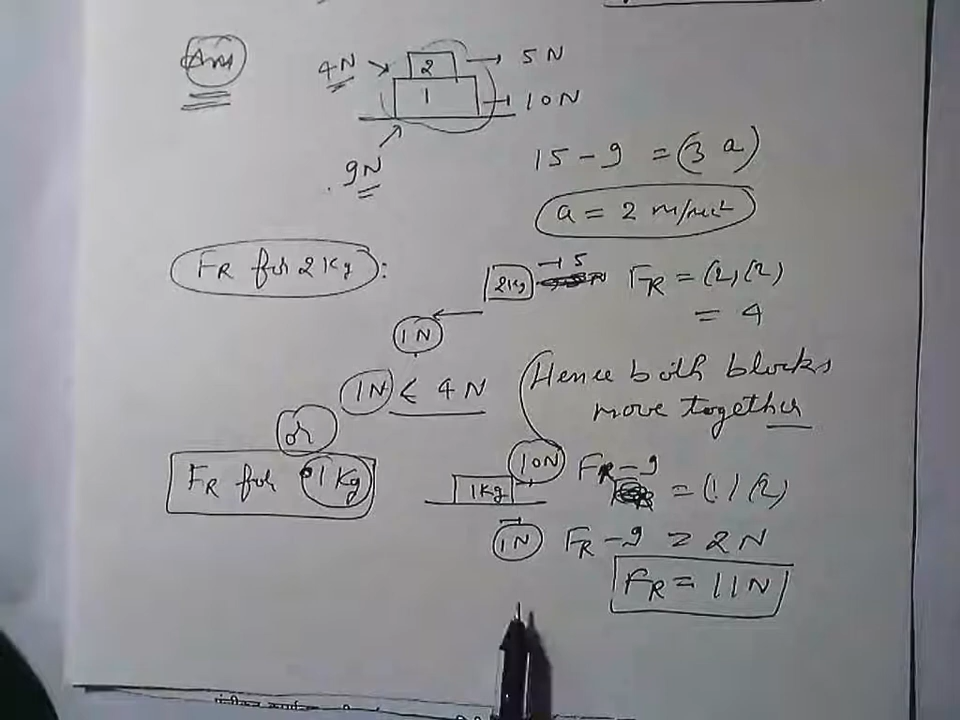 Ans
4N 2 → 5N
1 → 10N
9N
15 - 9 = (3 a)
a = 2 m/sec²
FR for 2 Kg :
2Kg → 5
FR = (2)(2)
= 4
1N
1N < 4N
Hence both blocks
move together
or
FR for 1 Kg
1Kg 10N
FR - 9 = (1)(2)
1N FR - 9 = 2N
FR = 11N